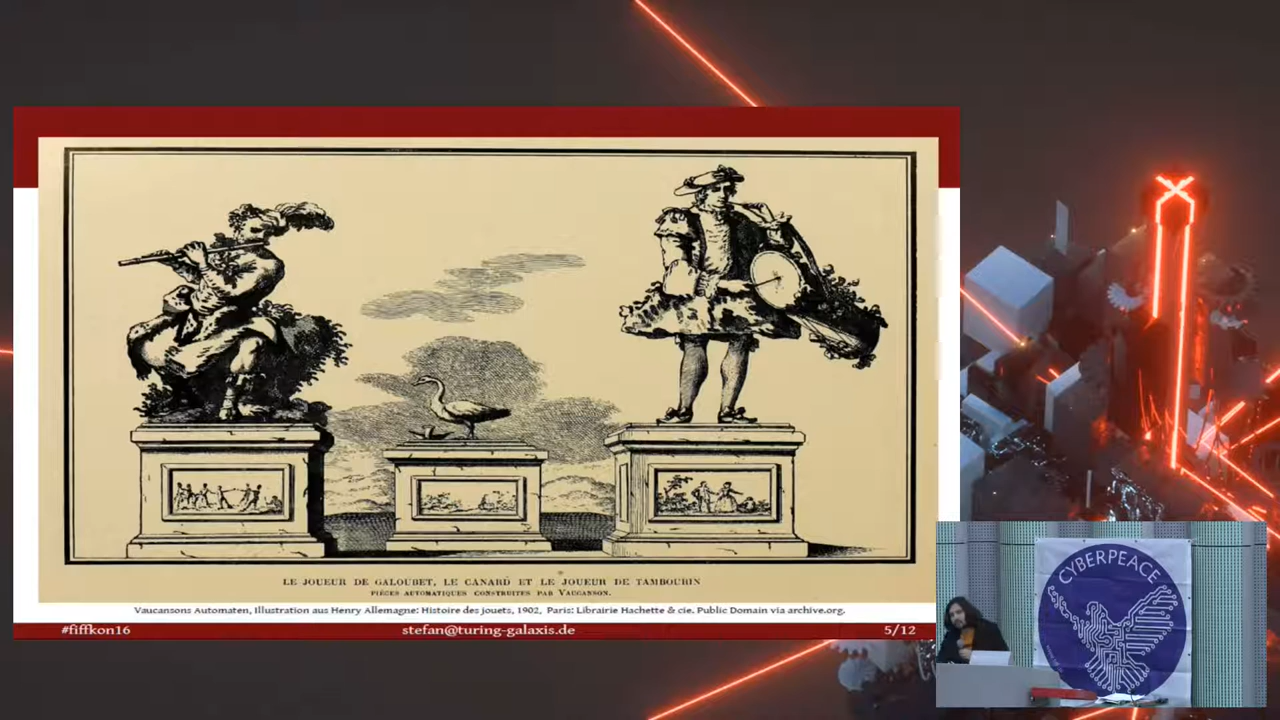 LE JOUEUR DE GALOUBET, LE CANARD ET LE JOUEUR DE TAMBOURIN
PIÈCES AUTOMATIQUES CONSTRUITES PAR VAUCANSON.
Vaucansons Automaten, Illustration aus Henry Allemagne: Histoire des jouets, 1902, Paris: Librairie Hachette & cie. Public Domain via archive.org.
#fiffkon16
stefan@turing-galaxis.de
5/12
CYBERPEACE